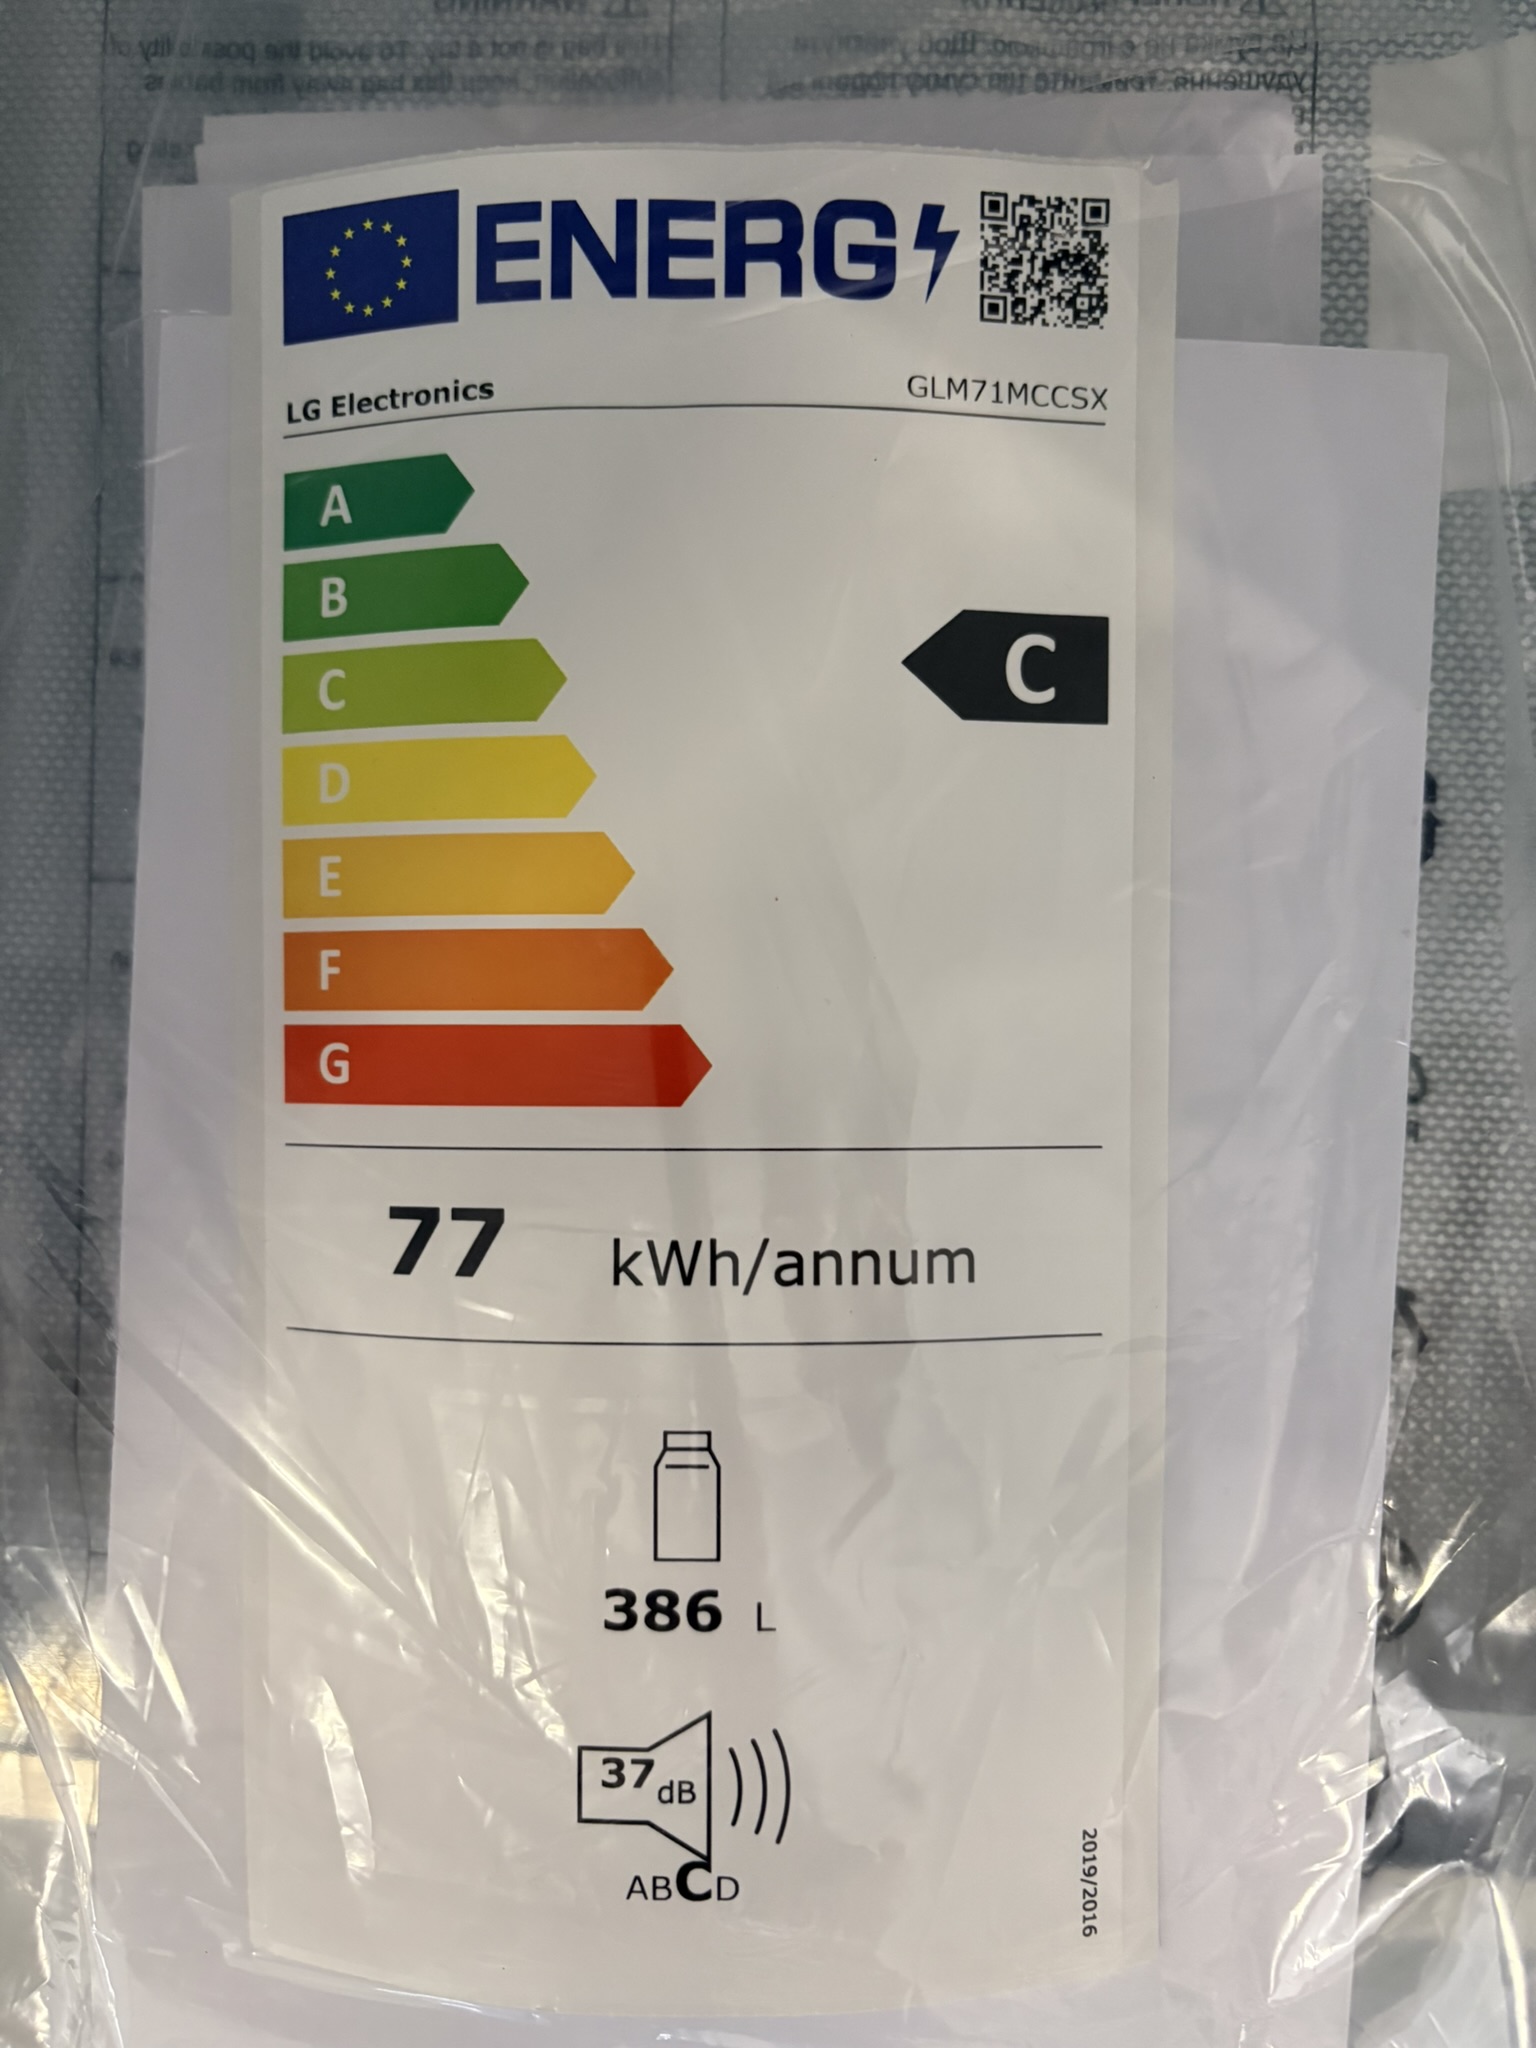 ENERG
LG Electronics
GLM71MCCSX
A
B
C
C
D
E
F
G
77 kWh/annum
386 L
37 dB
ABCD
2019/2016